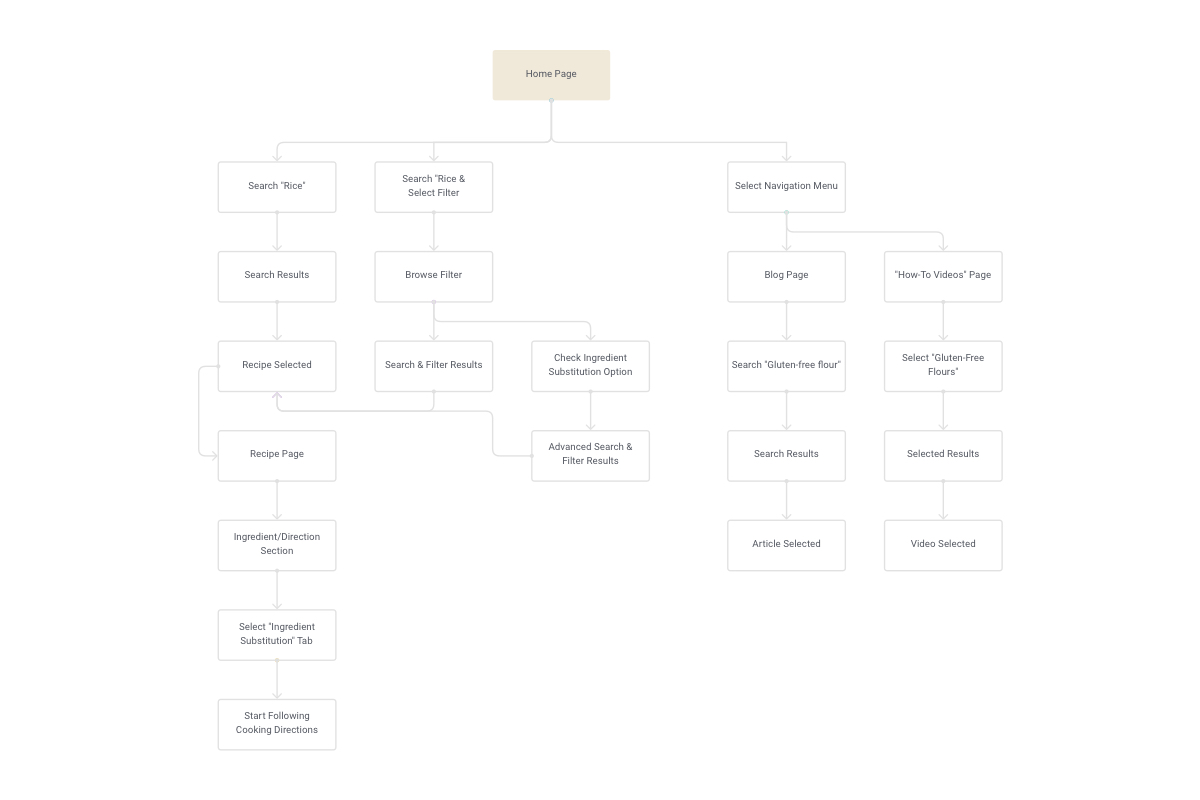 Home Page
Search "Rice"
Search "Rice &
Select Filter
Select Navigation Menu
Search Results
Browse Filter
Blog Page
"How-To Videos" Page
Recipe Selected
Search & Filter Results
Check Ingredient
Substitution Option
Search "Gluten-free flour"
Select "Gluten-Free
Flours"
Recipe Page
Advanced Search &
Filter Results
Search Results
Selected Results
Ingredient/Direction
Section
Article Selected
Video Selected
Select "Ingredient
Substitution" Tab
Start Following
Cooking Directions